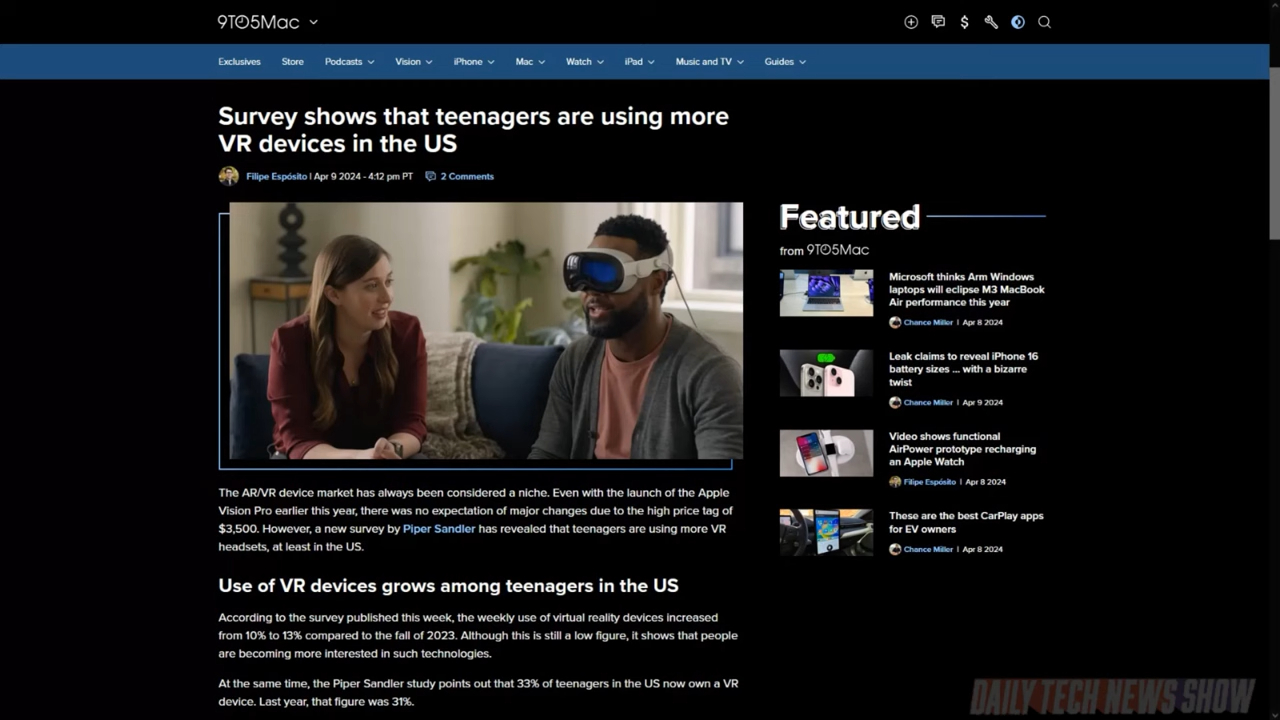 9TO5Mac
Exclusives Store Podcasts Vision iPhone Mac Watch iPad Music and TV Guides
Survey shows that teenagers are using more
VR devices in the US
Filipe Espósito | Apr 9 2024 - 4:12 pm PT 2 Comments
The AR/VR device market has always been considered a niche. Even with the launch of the Apple
Vision Pro earlier this year, there was no expectation of major changes due to the high price tag of
$3,500. However, a new survey by Piper Sandler has revealed that teenagers are using more VR
headsets, at least in the US.
Use of VR devices grows among teenagers in the US
According to the survey published this week, the weekly use of virtual reality devices increased
from 10% to 13% compared to the fall of 2023. Although this is still a low figure, it shows that people
are becoming more interested in such technologies.
At the same time, the Piper Sandler study points out that 33% of teenagers in the US now own a VR
device. Last year, that figure was 31%.
Featured
from 9TO5Mac
Microsoft thinks Arm Windows
laptops will eclipse M3 MacBook
Air performance this year
Chance Miller | Apr 8 2024
Leak claims to reveal iPhone 16
battery sizes ... with a bizarre
twist
Chance Miller | Apr 9 2024
Video shows functional
AirPower prototype recharging
an Apple Watch
Filipe Espósito | Apr 8 2024
These are the best CarPlay apps
for EV owners
Chance Miller | Apr 8 2024
DAILY TECH NEWS SHOW